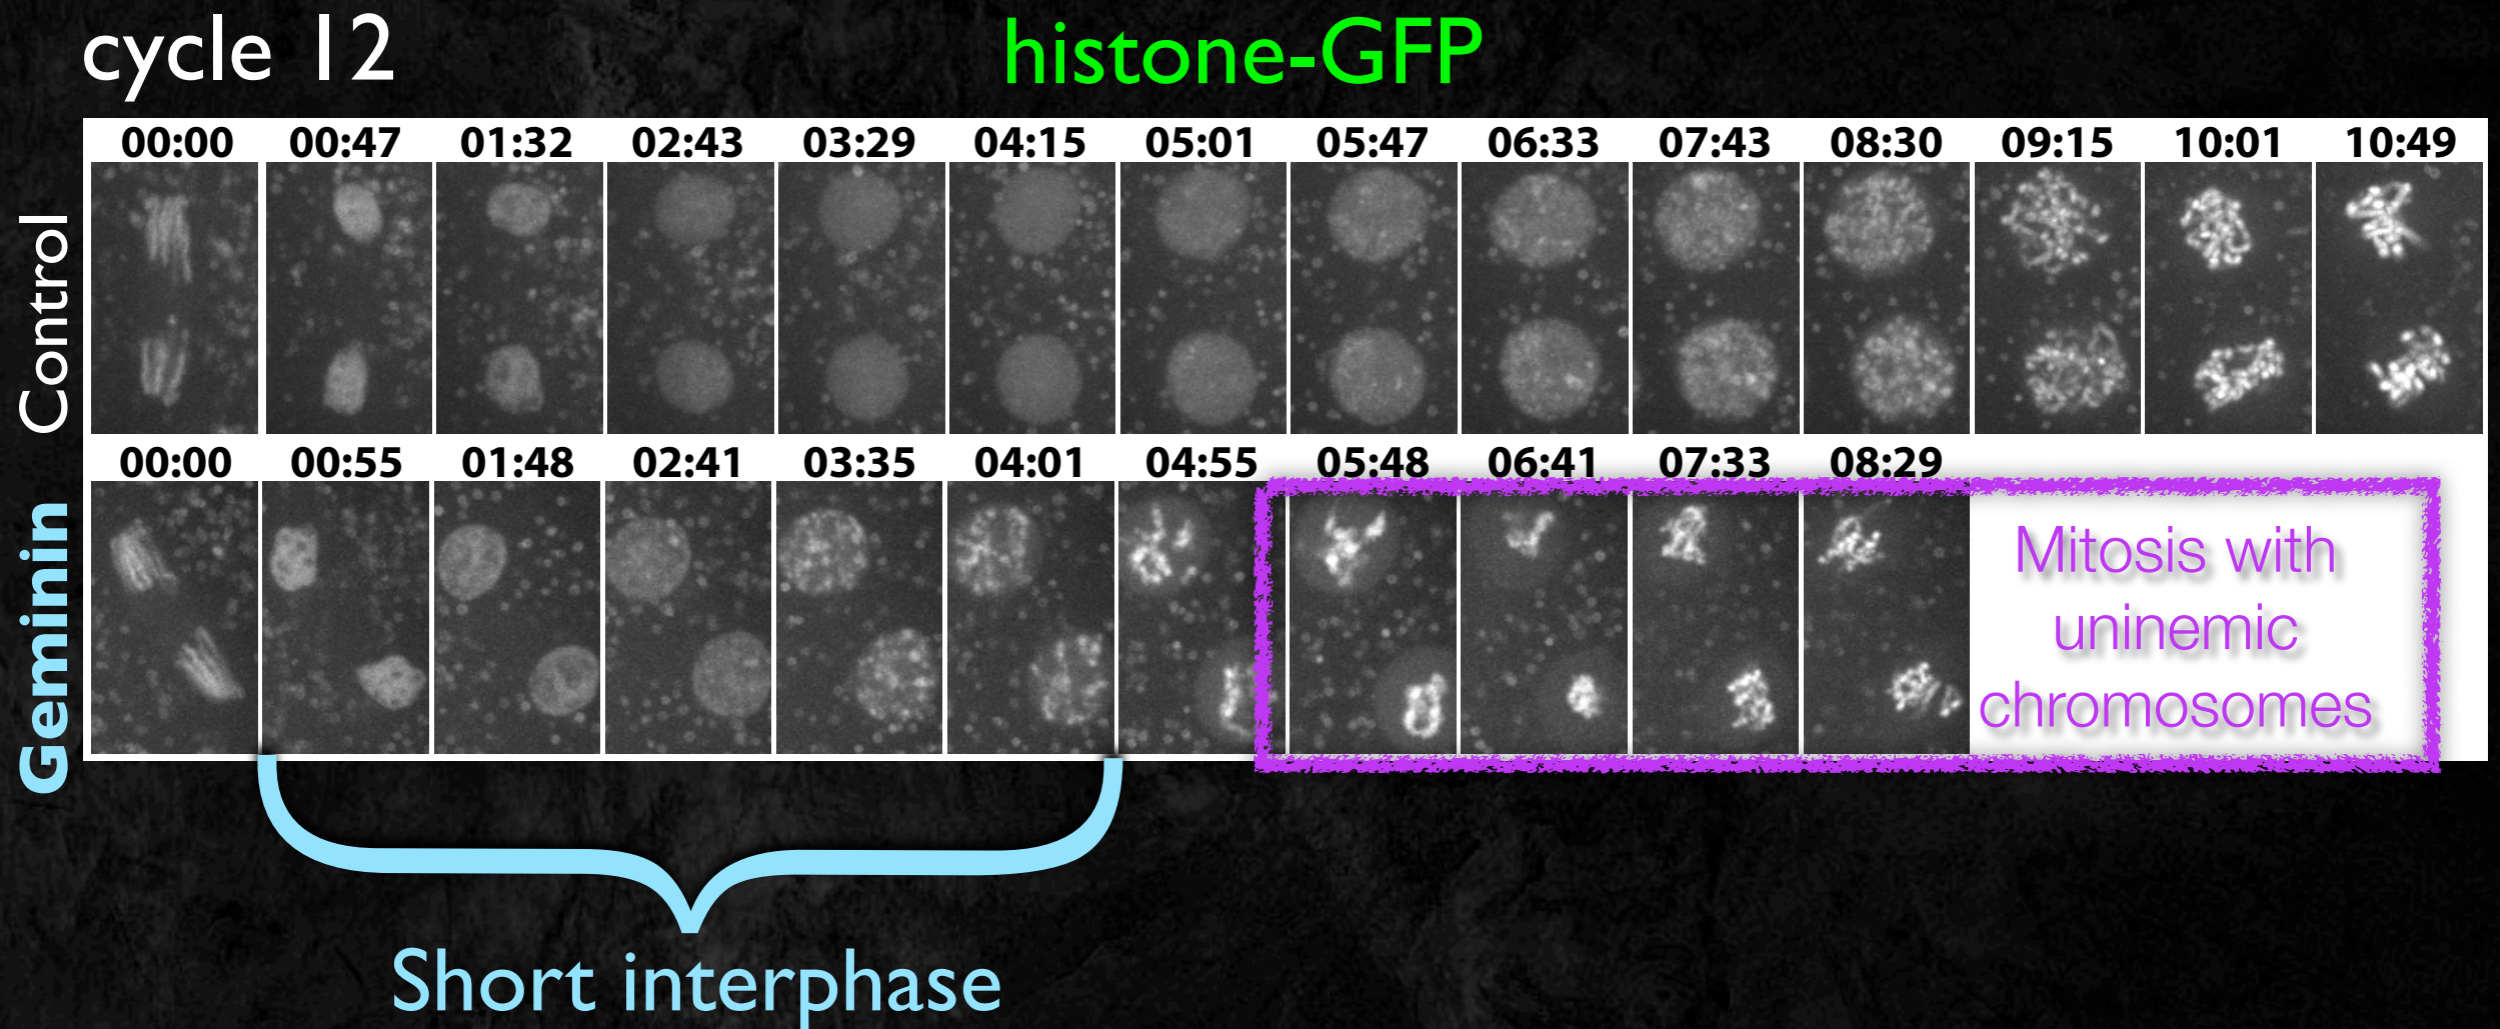 cycle 12
histone-GFP
Control
00:00 00:47 01:32 02:43 03:29 04:15 05:01 05:47 06:33 07:43 08:30 09:15 10:01 10:49
Geminin
00:00 00:55 01:48 02:41 03:35 04:01 04:55 05:48 06:41 07:33 08:29
Mitosis with
uninemic
chromosomes
Short interphase